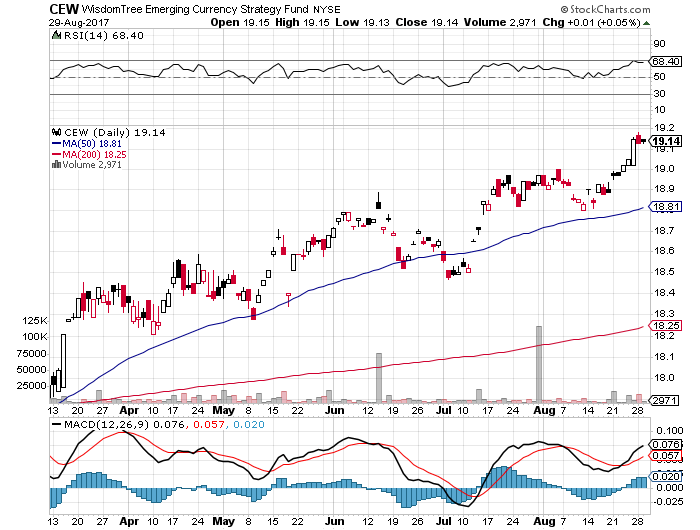 CEW WisdomTree Emerging Currency Strategy Fund NYSE
© StockCharts.com
29-Aug-2017
Open 19.15 High 19.15 Low 19.13 Close 19.14 Volume 2,971 Chg +0.01 (+0.05%)
RSI(14) 68.40
90
68.40
50
30
10
CEW (Daily) 19.14
MA(50) 18.81
MA(200) 18.25
Volume 2,971
19.2
19.14
19.1
19.0
18.9
18.81
18.7
18.6
18.5
18.4
18.3
18.25
18.1
18.0
2971
125K
100K
75000
50000
25000
13 20 27 Apr 10 17 24 May 8 15 22 Jun 12 19 26 Jul 10 17 24 Aug 7 14 21 28
MACD(12,26,9) 0.076, 0.057, 0.020
0.100
0.076
0.057
0.020
0.000
-0.025
13 20 27 Apr 10 17 24 May 8 15 22 Jun 12 19 26 Jul 10 17 24 Aug 7 14 21 28